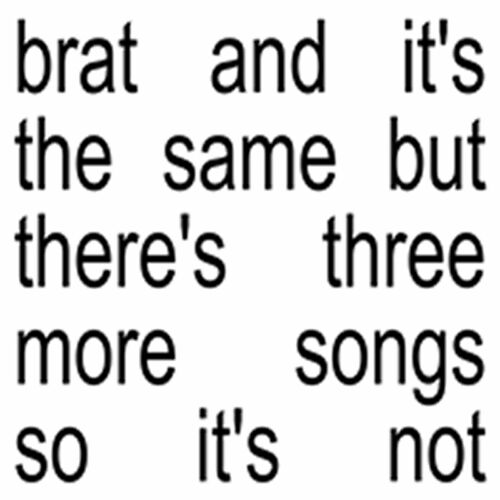 brat and it's
the same but
there's three
more songs
so it's not